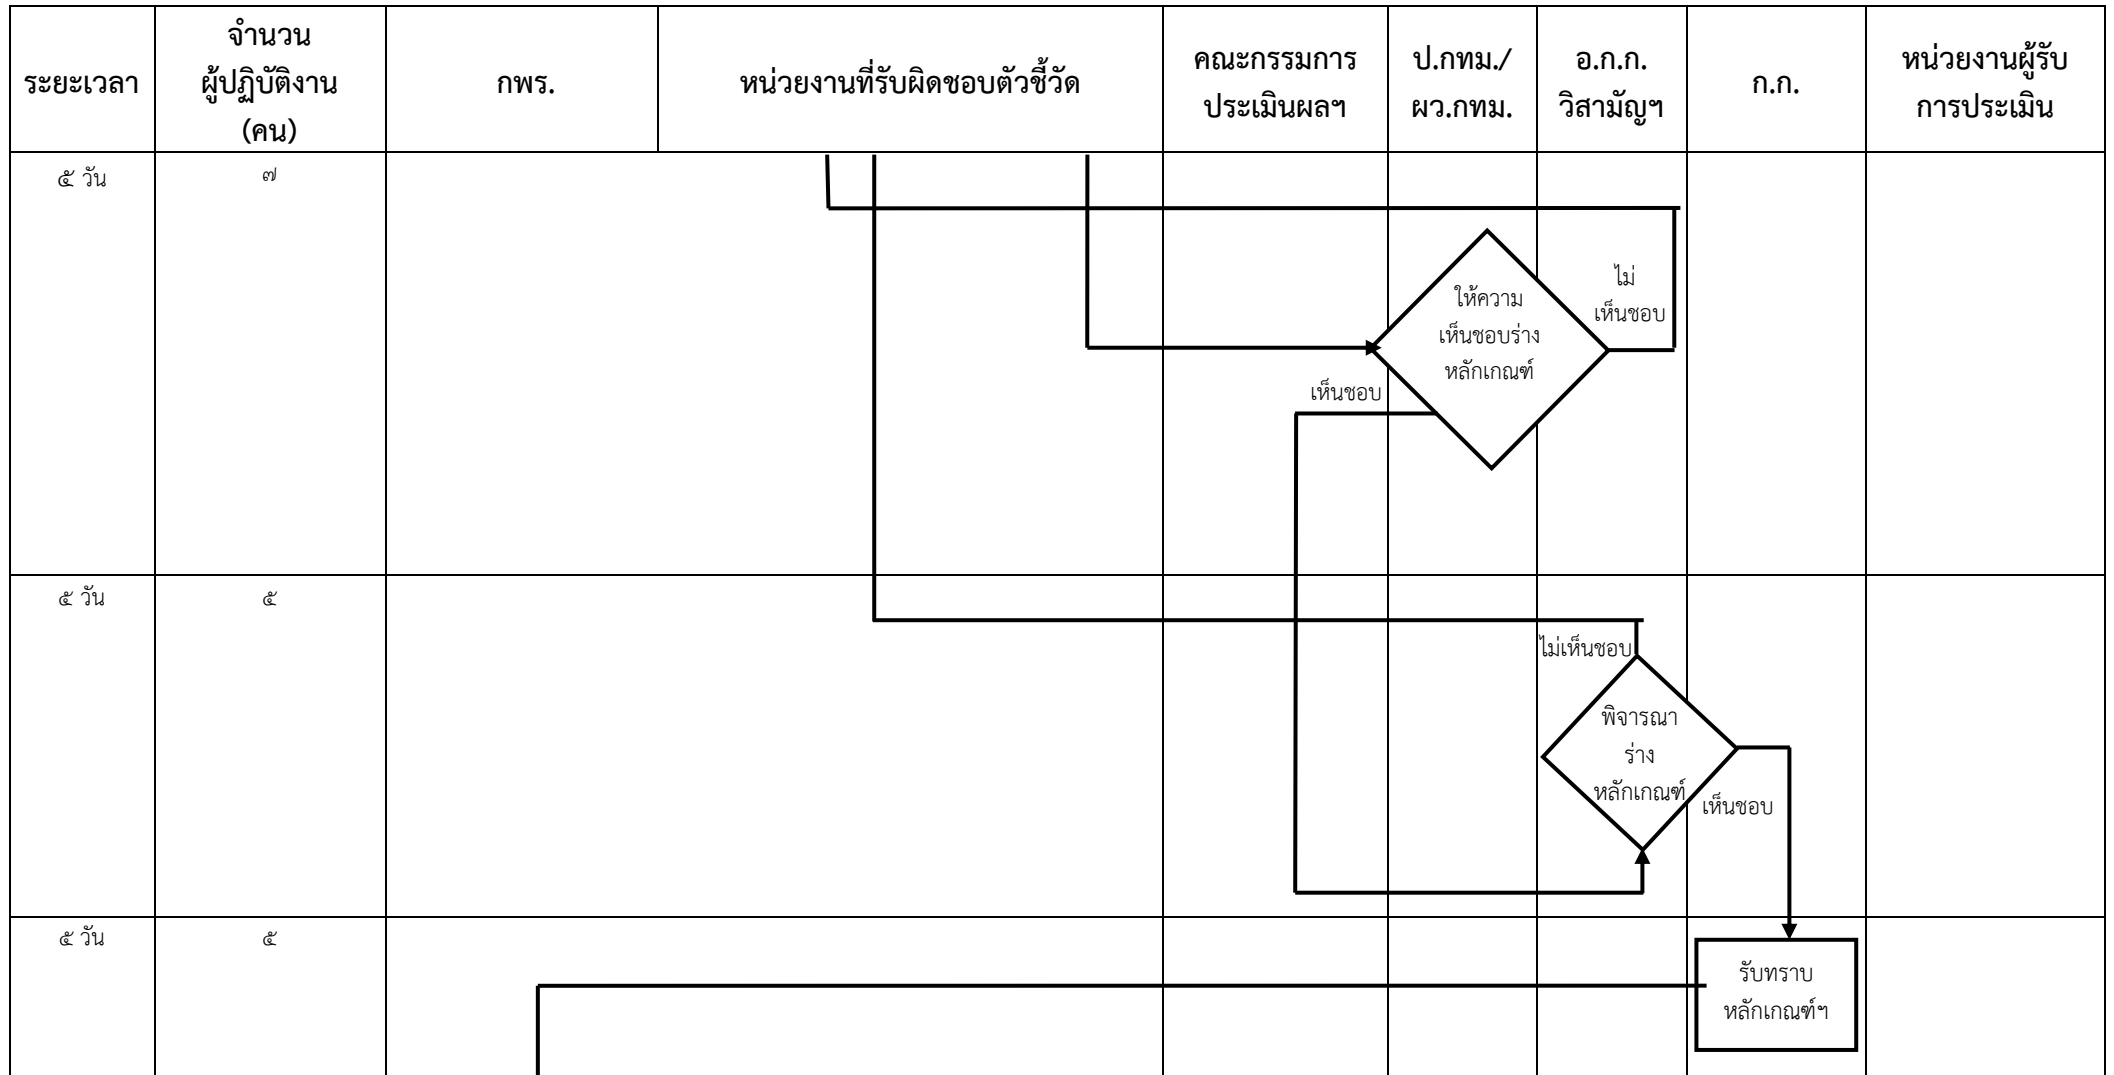 ระยะเวลา
จำนวน
ผู้ปฏิบัติงาน
(คน)
กพร.
หน่วยงานที่รับผิดชอบตัวชี้วัด
คณะกรรมการ
ประเมินผลฯ
ป.กทม./
ผว.กทม.
อ.ก.ก.
วิสามัญฯ
ก.ก.
หน่วยงานผู้รับ
การประเมิน
๕ วัน
๗
ไม่
เห็นชอบ
ให้ความ
เห็นชอบร่าง
หลักเกณฑ์
เห็นชอบ
๕ วัน
๕
ไม่เห็นชอบ
พิจารณา
ร่าง
หลักเกณฑ์
เห็นชอบ
๕ วัน
๕
รับทราบ
หลักเกณฑ์ฯ